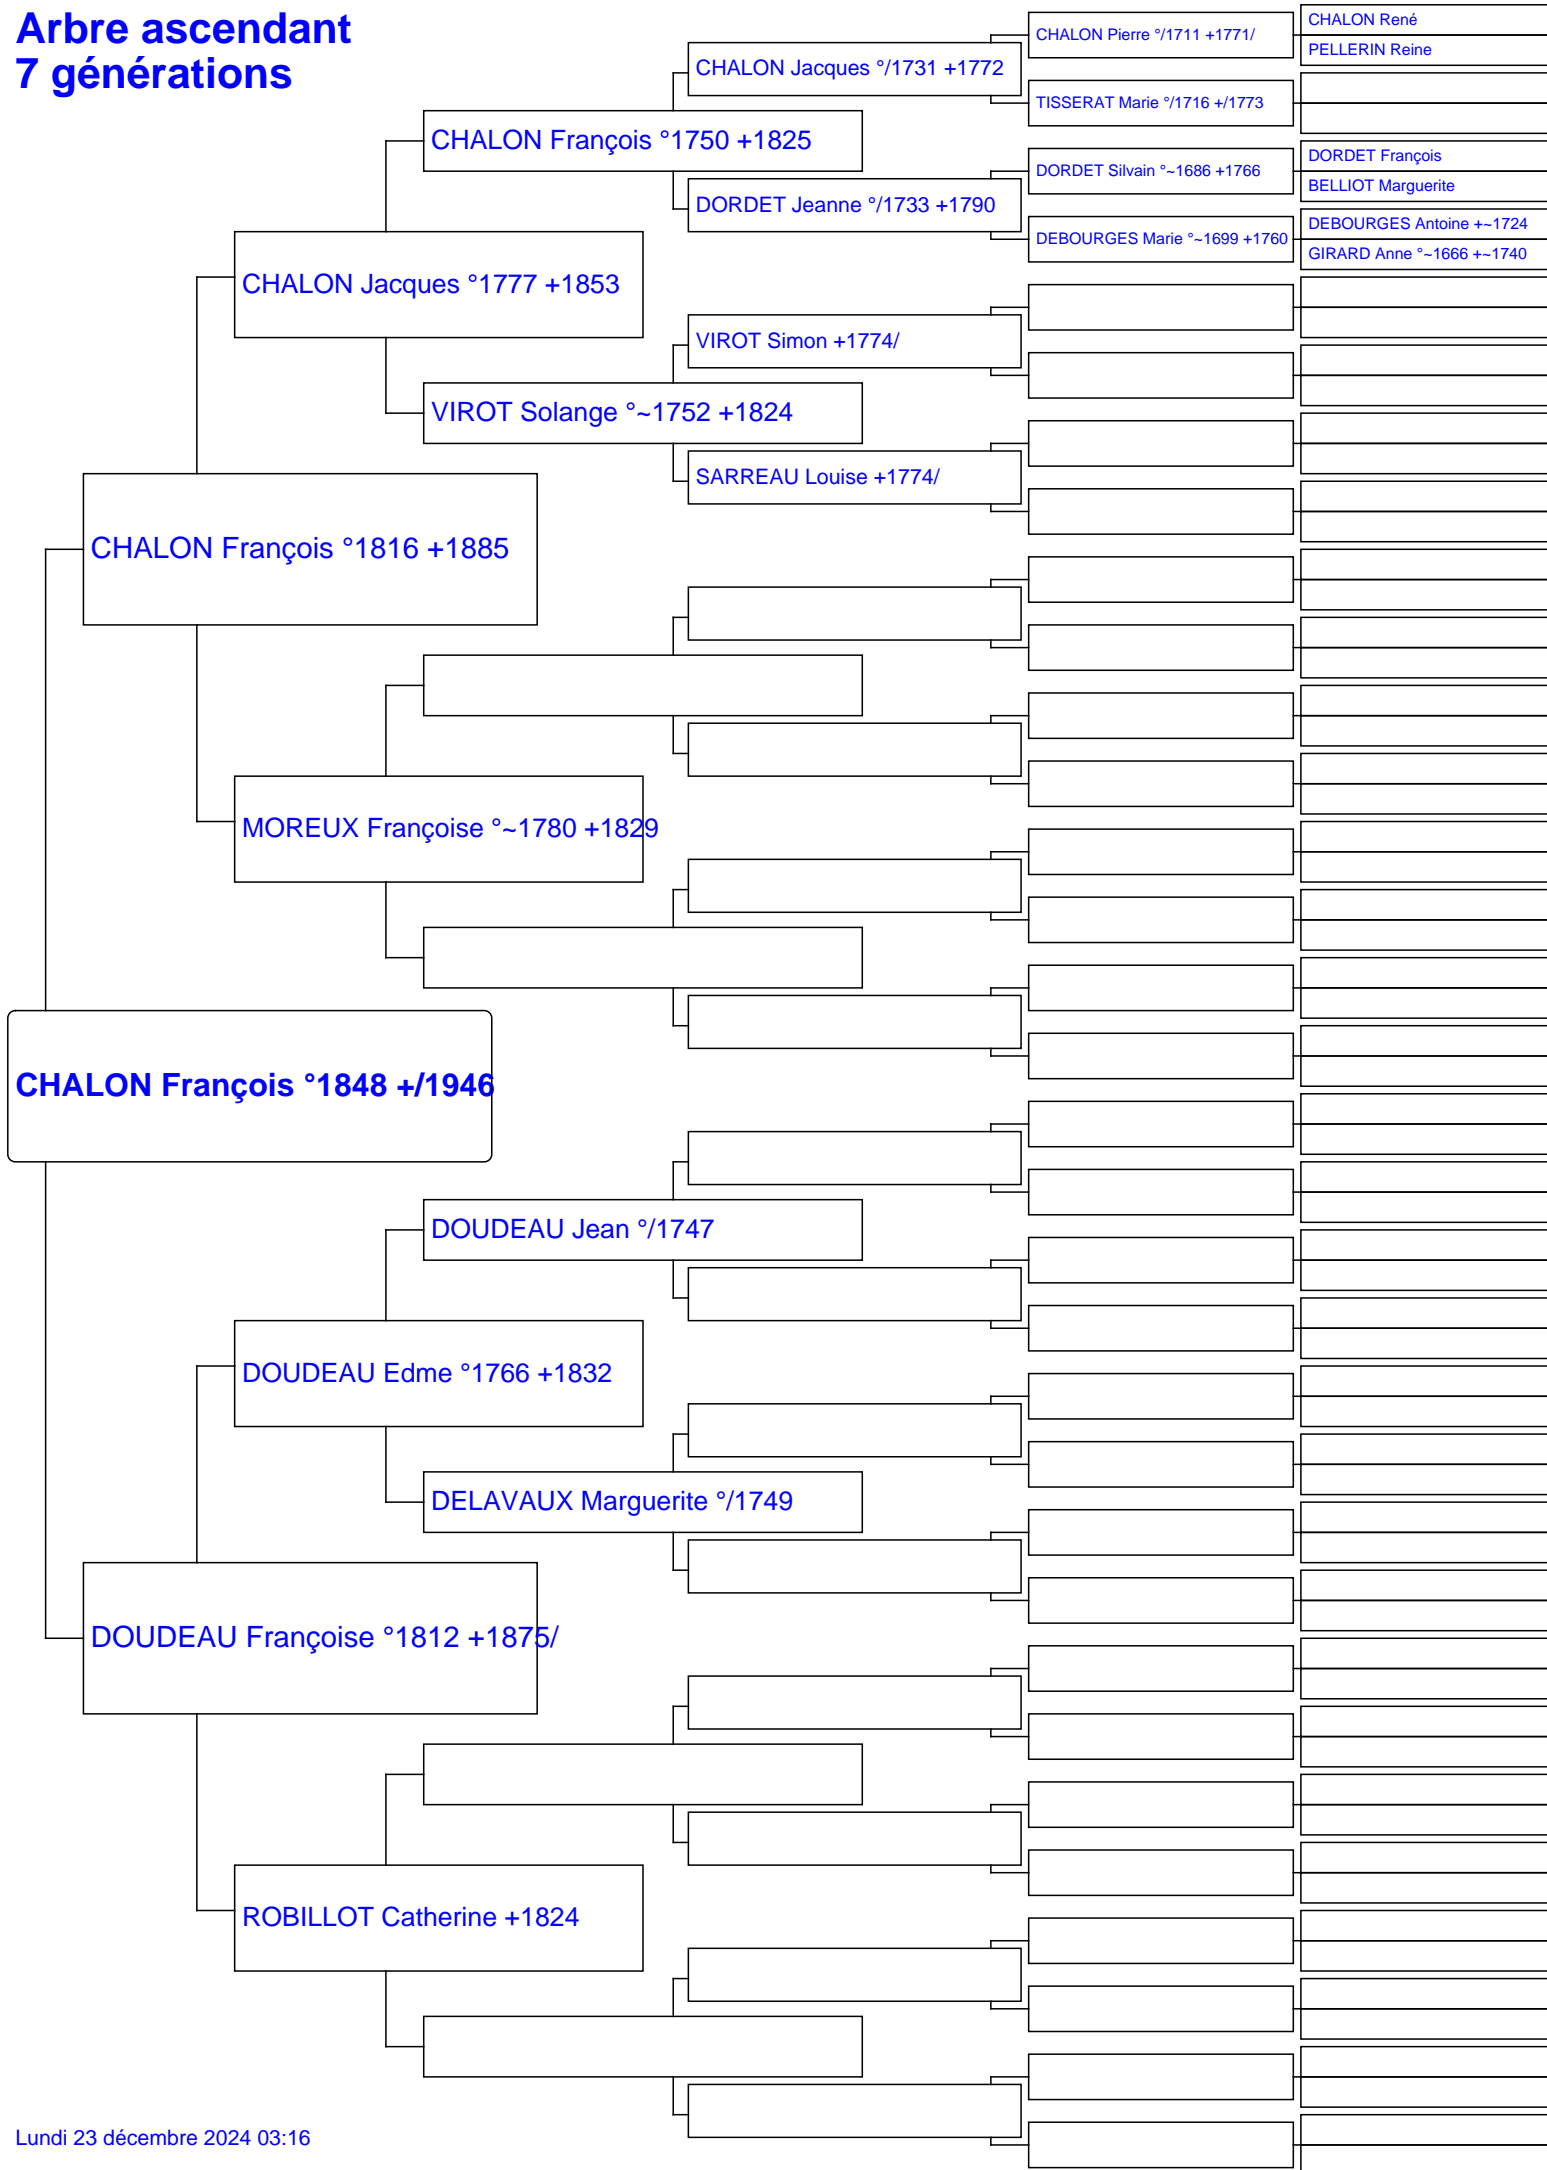 Arbre ascendant
7 générations
CHALON René
CHALON Pierre °/1711 +1771/
PELLERIN Reine
CHALON Jacques °/1731 +1772
TISSERAT Marie °/1716 +/1773
CHALON François °1750 +1825
DORDET François
DORDET Silvain °~1686 +1766
BELLIOT Marguerite
DORDET Jeanne °/1733 +1790
DEBOURGES Antoine +~1724
DEBOURGES Marie °~1699 +1760
GIRARD Anne °~1666 +~1740
CHALON Jacques °1777 +1853
VIROT Simon +1774/
VIROT Solange °~1752 +1824
SARREAU Louise +1774/
CHALON François °1816 +1885
MOREUX Françoise °~1780 +1829
CHALON François °1848 +/1946
DOUDEAU Jean °/1747
DOUDEAU Edme °1766 +1832
DELAVAUX Marguerite °/1749
DOUDEAU Françoise °1812 +1875/
ROBILLOT Catherine +1824
Lundi 23 décembre 2024 03:16